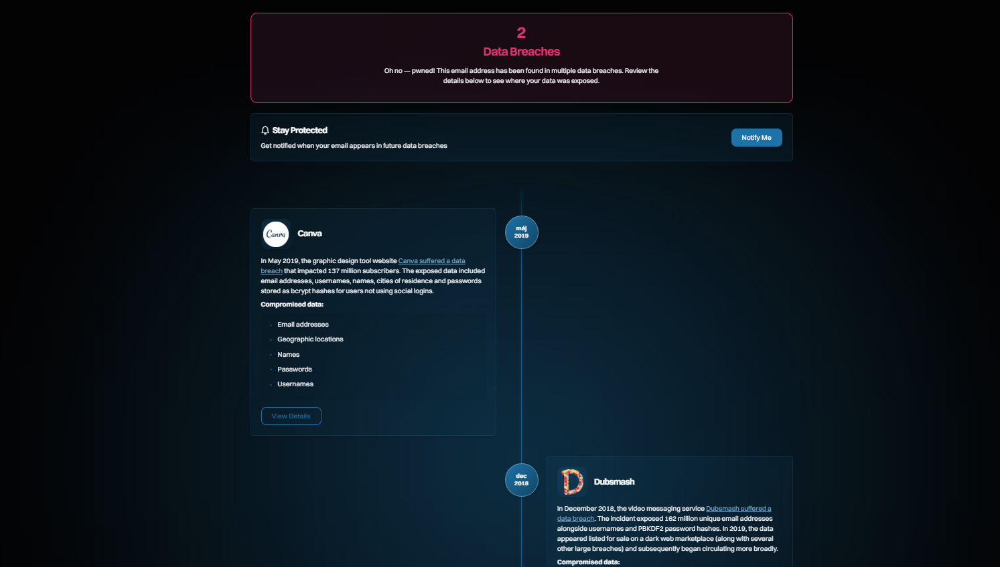 2
Data Breaches
Oh no — pwned! This email address has been found in multiple data breaches. Review the
details below to see where your data was exposed.
Stay Protected
Get notified when your email appears in future data breaches
Notify Me
máj
2019
Canva
Canva
In May 2019, the graphic design tool website Canva suffered a data
breach that impacted 137 million subscribers. The exposed data included
email addresses, usernames, names, cities of residence and passwords
stored as bcrypt hashes for users not using social logins.
Compromised data:
Email addresses
Geographic locations
Names
Passwords
Usernames
View Details
dec
2018
D
Dubsmash
In December 2018, the video messaging service Dubsmash suffered a
data breach. The incident exposed 162 million unique email addresses
alongside usernames and PBKDF2 password hashes. In 2019, the data
appeared listed for sale on a dark web marketplace (along with several
other large breaches) and subsequently began circulating more broadly.
Compromised data: